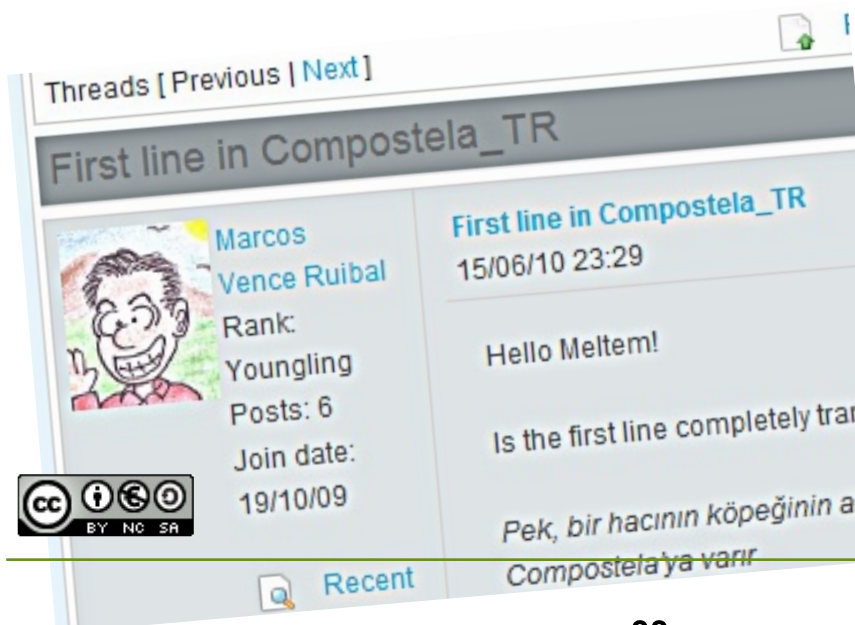 Threads [ Previous | Next ]
First line in Compostela_TR
Marcos
Vence Ruibal
Rank:
Youngling
Posts: 6
Join date:
19/10/09
Recent
First line in Compostela_TR
15/06/10 23:29
Hello Meltem!
Is the first line completely
Pek, bir hacının köpeğinin
Compostela'ya varır
cc
BY NC SA